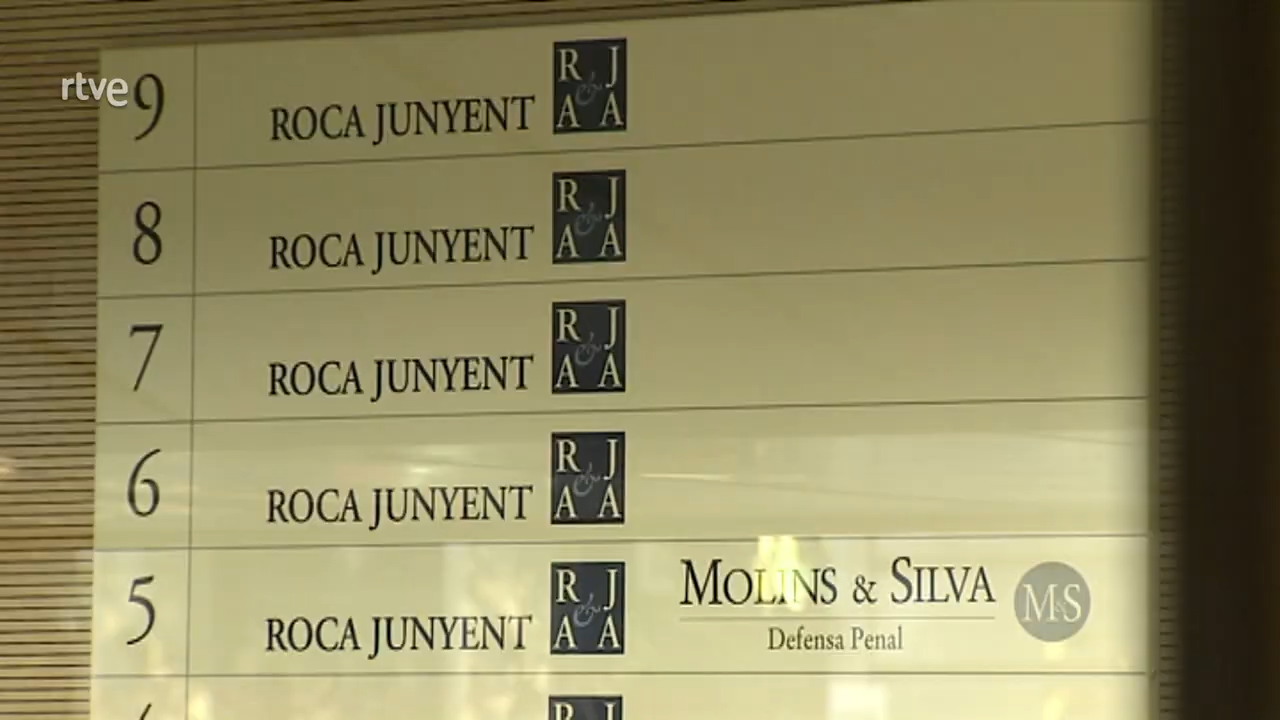 rtve
9 ROCA JUNYENT R & J A A
8 ROCA JUNYENT R & J A A
7 ROCA JUNYENT R & J A A
6 ROCA JUNYENT R & J A A
5 ROCA JUNYENT R & J A A MOLINS & SILVA M&S
Defensa Penal
R J